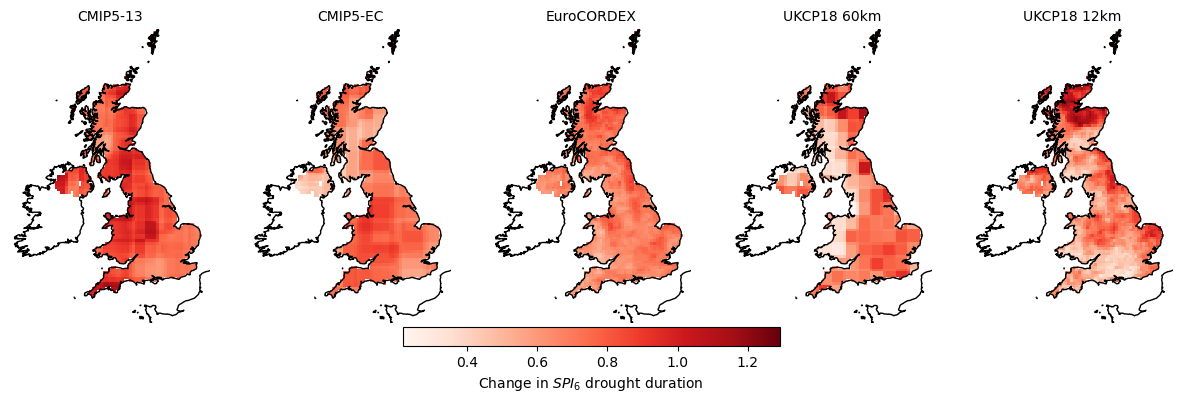 CMIP5-13 CMIP5-EC EuroCORDEX UKCP18 60km UKCP18 12km
0.4 0.6 0.8 1.0 1.2
Change in SPI₆ drought duration